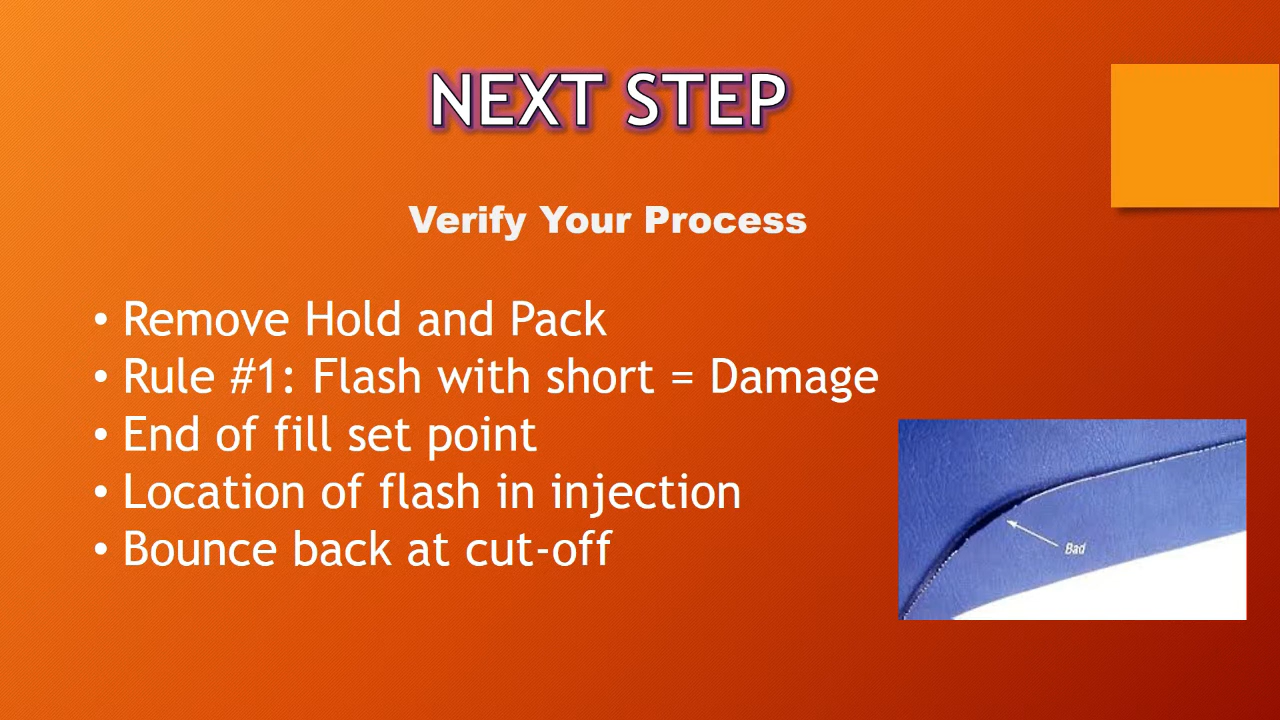 NEXT STEP
Verify Your Process
• Remove Hold and Pack
• Rule #1: Flash with short = Damage
• End of fill set point
• Location of flash in injection
• Bounce back at cut-off
Bad